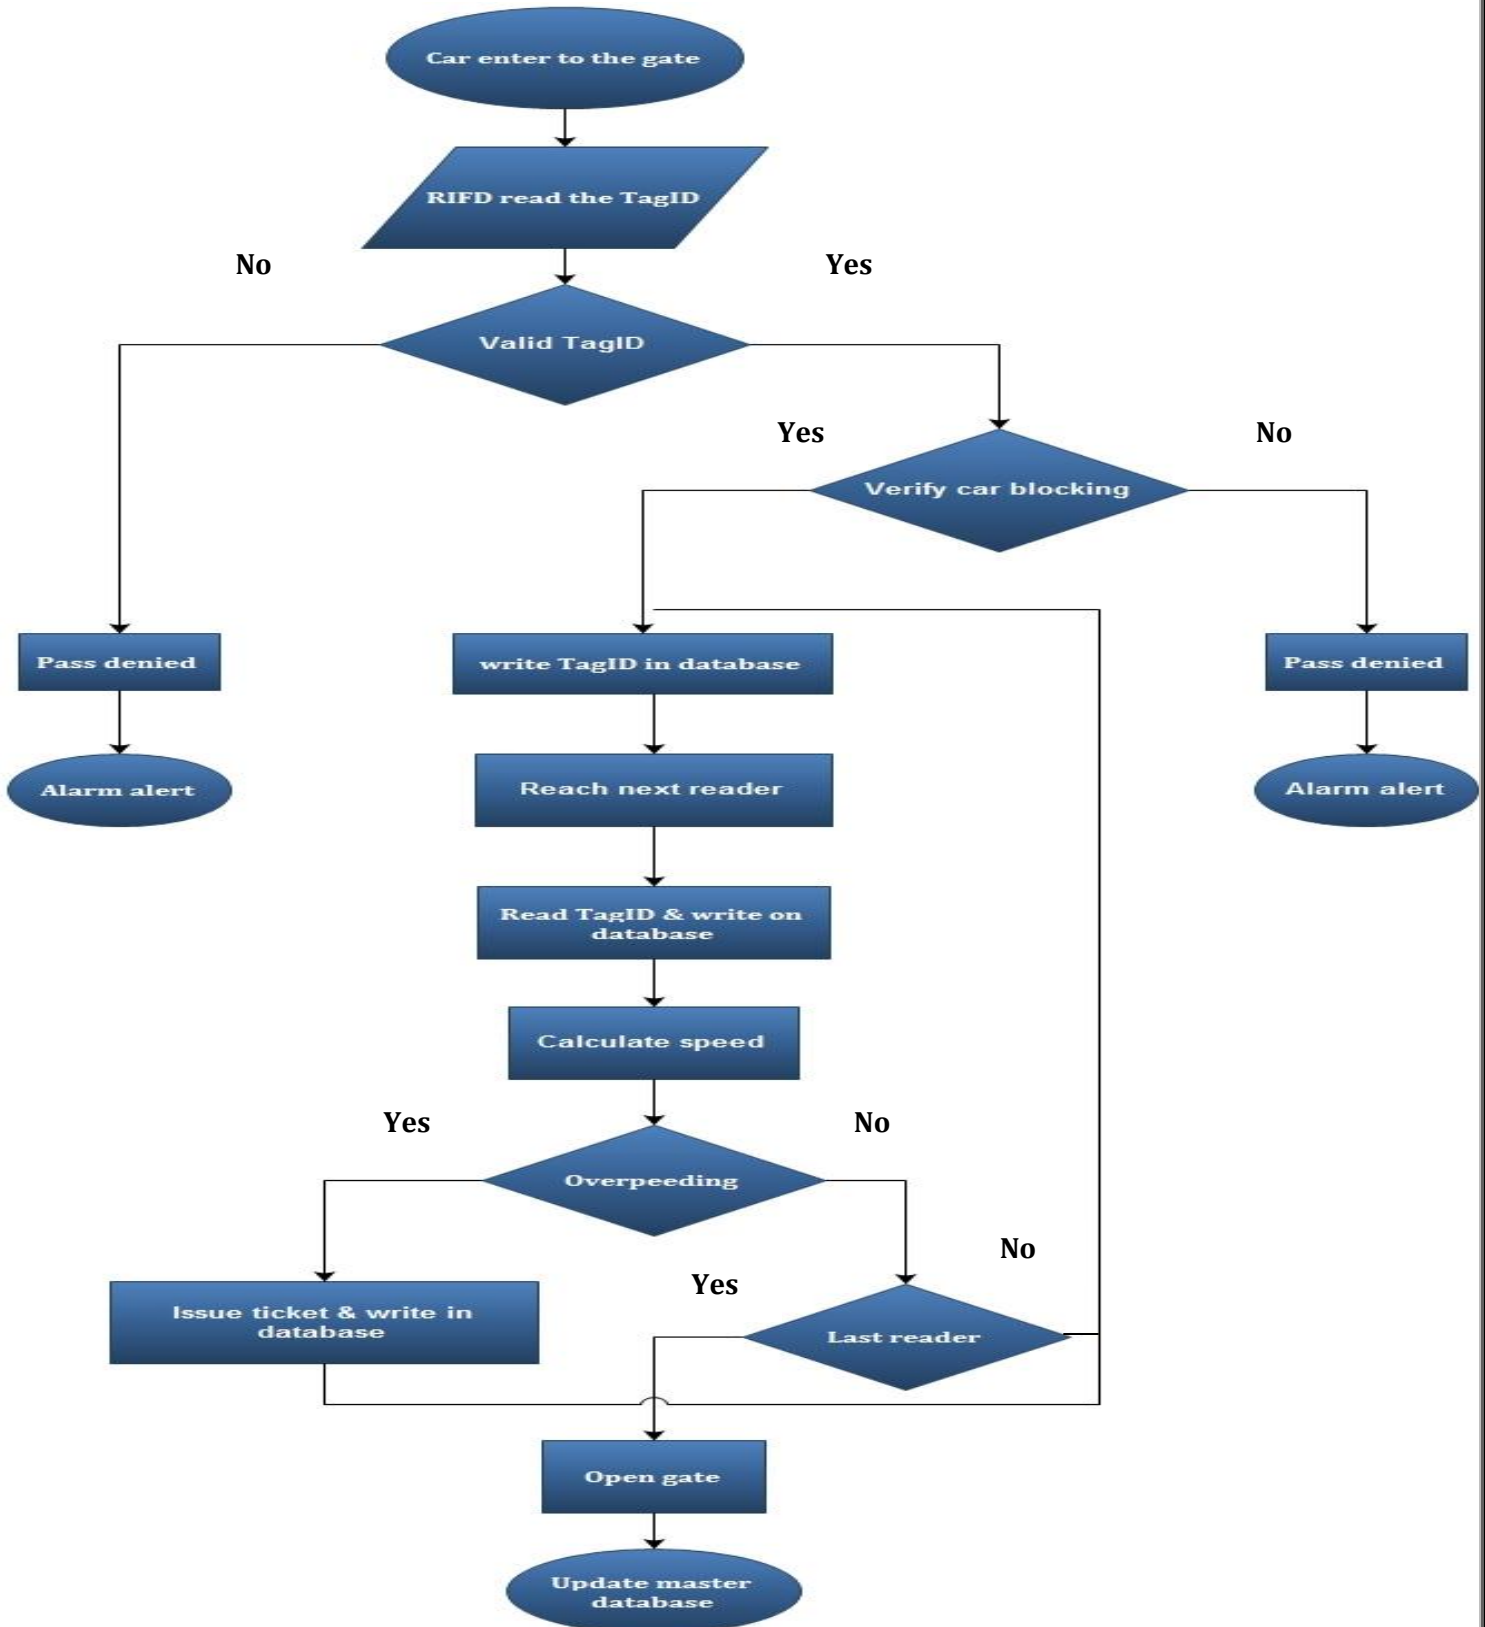 Car enter to the gate
RIFD read the TagID
No
Yes
Valid TagID
Yes
No
Verify car blocking
Pass denied
write TagID in database
Pass denied
Alarm alert
Reach next reader
Alarm alert
Read TagID & write on
database
Calculate speed
Yes
No
Overpeeding
No
Yes
Issue ticket & write in
database
Last reader
Open gate
Update master
database